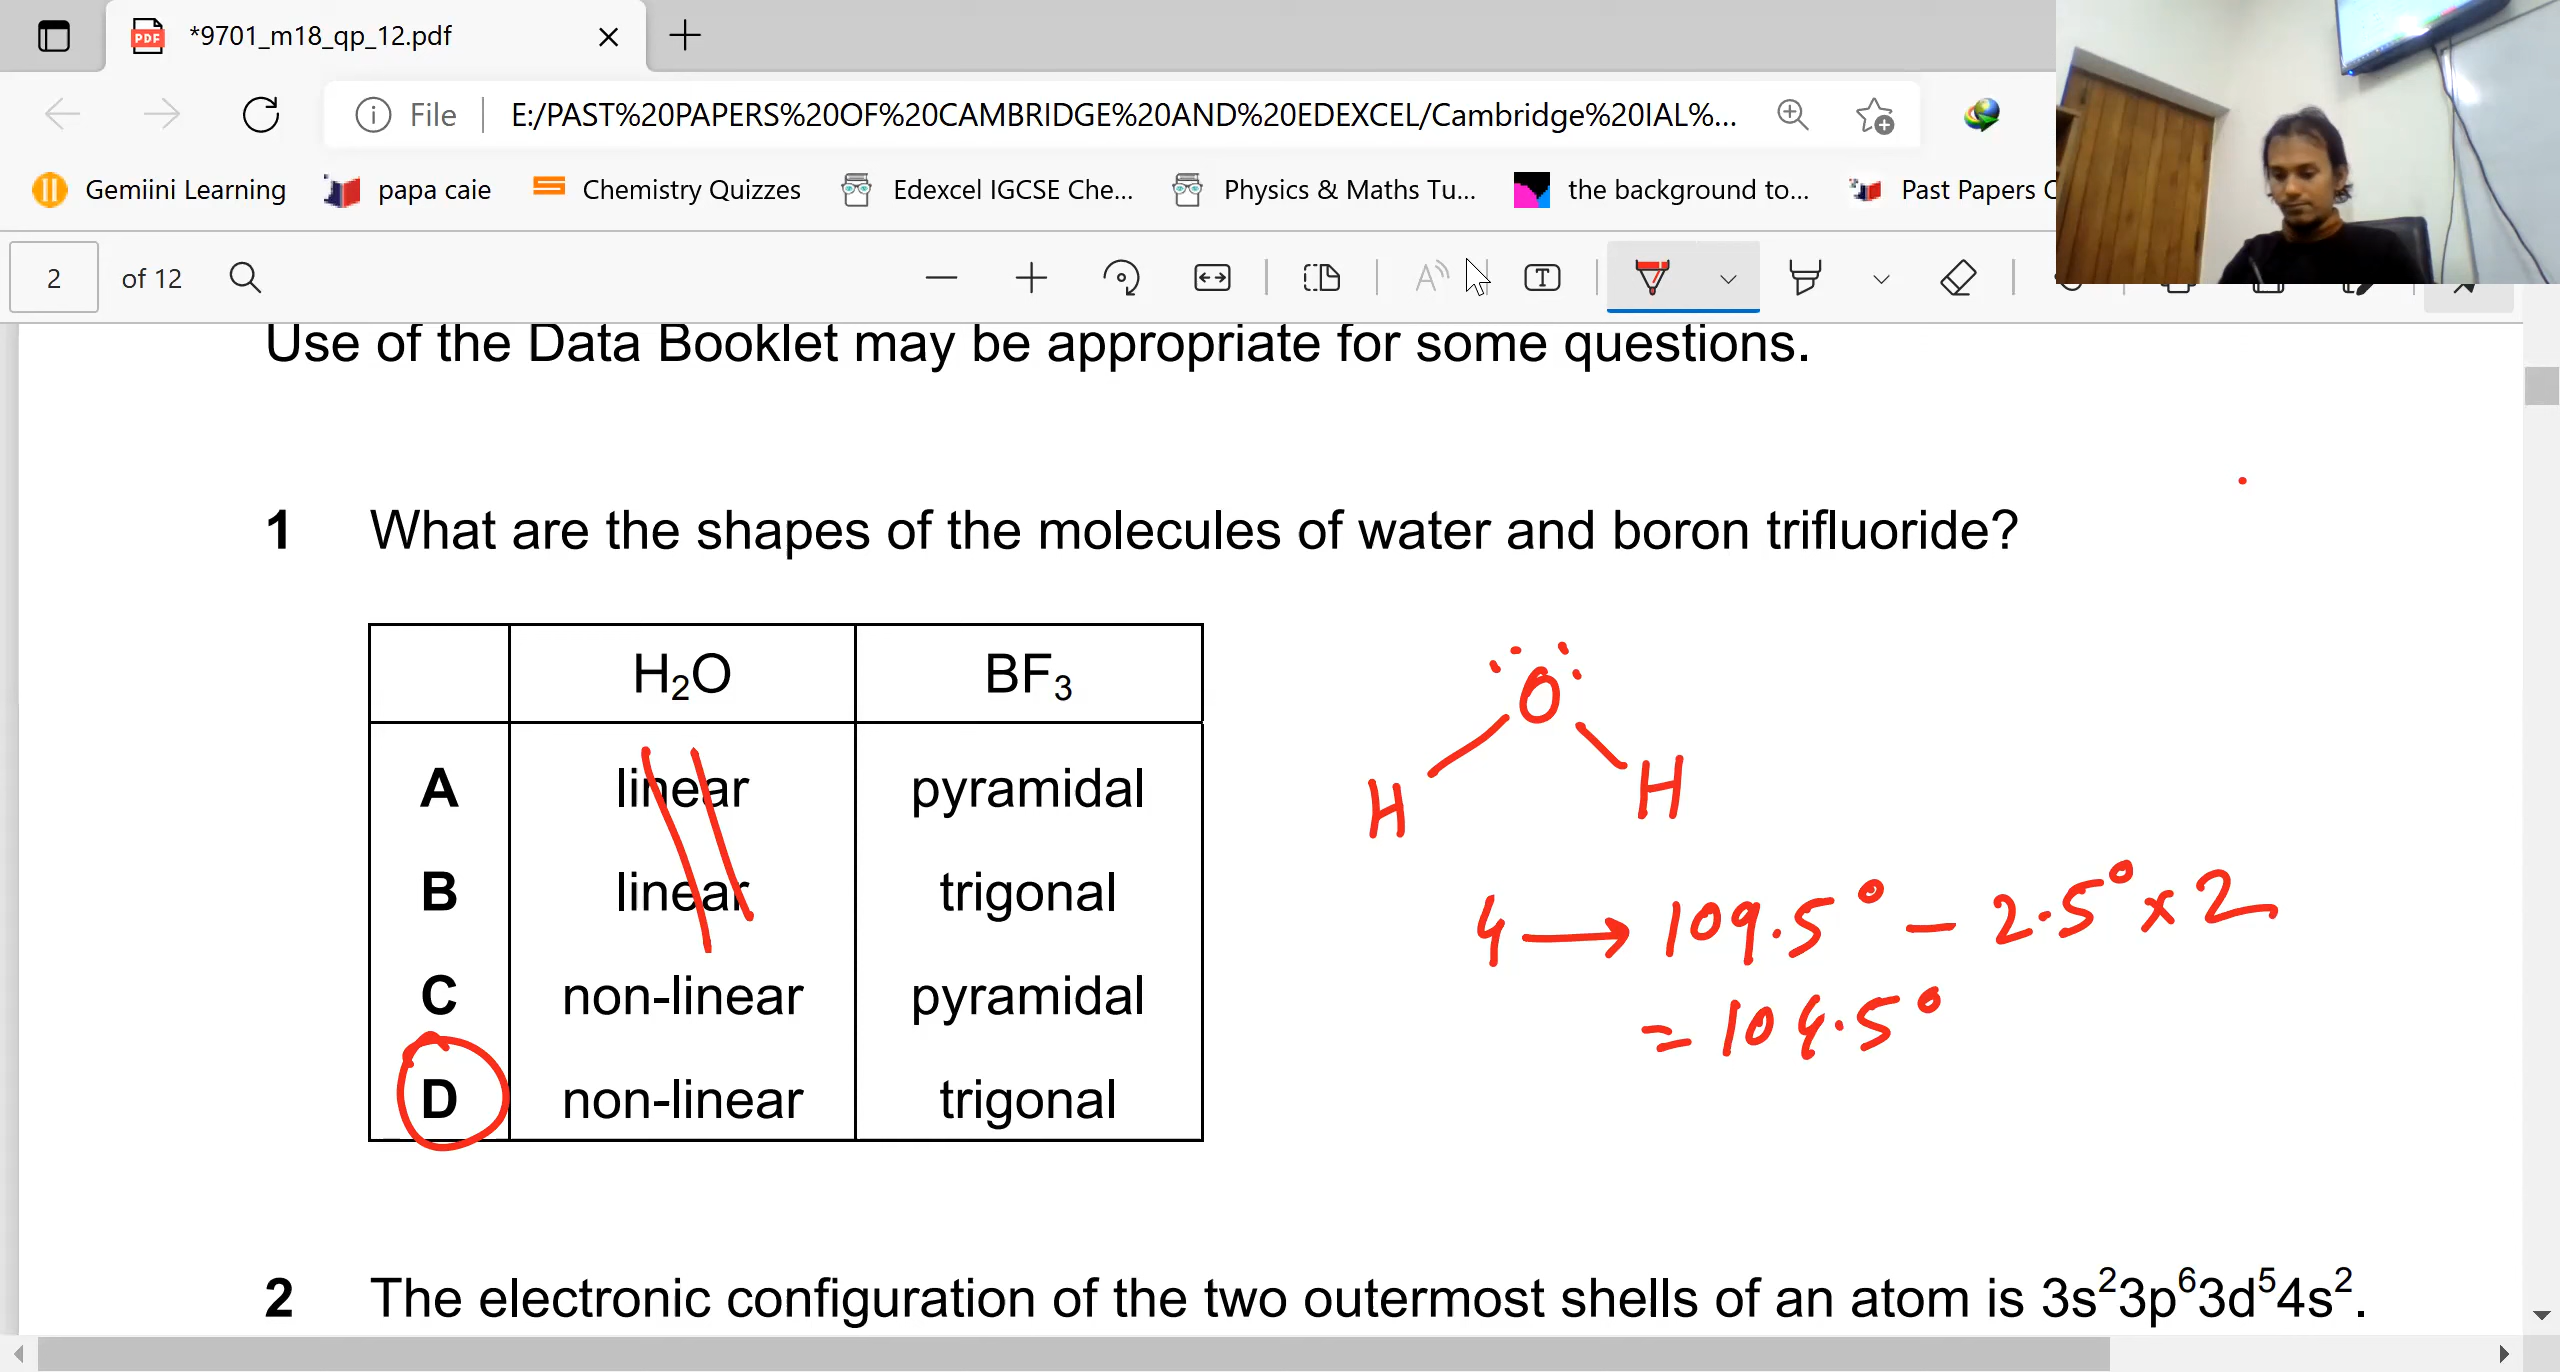 *9701_m18_qp_12.pdf
File
E:/PAST%20PAPERS%20OF%20CAMBRIDGE%20AND%20EDEXCEL/Cambridge%20IAL%...
Gemiini Learning papa caie Chemistry Quizzes Edexcel IGCSE Che... Physics & Maths Tu... the background to... Past Papers
2 of 12
Use of the Data Booklet may be appropriate for some questions.
1 What are the shapes of the molecules of water and boron trifluoride?
H₂O BF₃
A linear pyramidal
B linear trigonal
C non-linear pyramidal
D non-linear trigonal
O
H H
4 → 109.5° – 2.5° x 2
= 104.5°
2 The electronic configuration of the two outermost shells of an atom is 3s²3p⁶3d⁵4s².